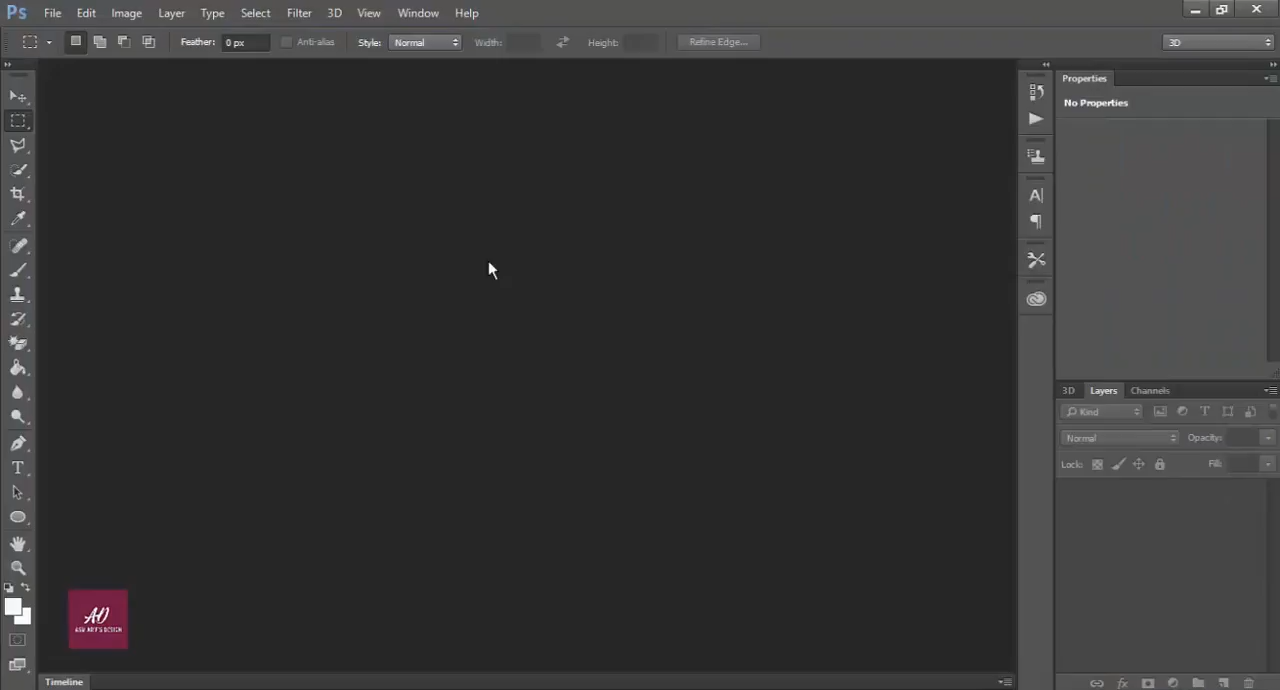 Ps File Edit Image Layer Type Select Filter 3D View Window Help
Feather: 0 px Anti-alias Style: Normal Width: Height: Refine Edge... 3D
Properties
No Properties
3D Layers Channels
Kind
Normal Opacity:
Lock: Fill:
AD
Timeline